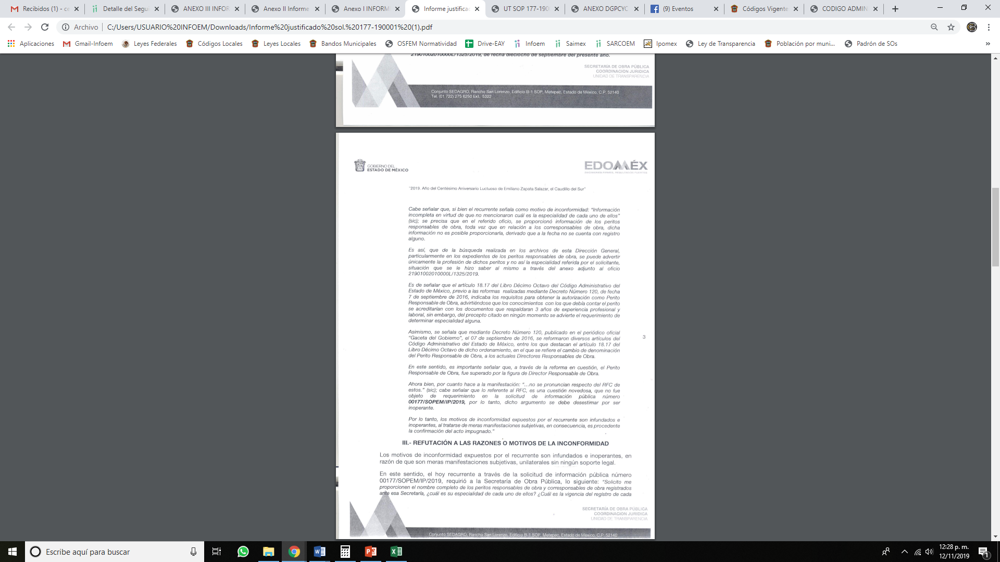 Recibidos (1) - ce
Detalle del Segui
ANEXO III INFOR
Anexo II Informe
Anexo I INFORM
Informe justifica
UT SOP 177-190
ANEXO DGPCYC
(9) Eventos
Códigos Vigente
CODIGO ADMIN
Archivo
C:/Users/USUARIO%20INFOEM/Downloads/Informe%20justificado%20sol.%20177-190001%20(1).pdf
Aplicaciones
Gmail-Infoem
Leyes Federales
Códigos Locales
Leyes Locales
Bandos Municipales
OSFEM Normatividad
Drive-EAY
Infoem
Saimex
SARCOEM
Ipomex
Ley de Transparencia
Población por muni...
Padrón de SOs
»
21901002010000L/1325/2019, de fecha dieciocho de septiembre del presente año.
SECRETARÍA DE OBRA PÚBLICA
COORDINACION JURIDICA
UNIDAD DE TRANSPARENCIA
Conjunto SEDAGRO, Rancho San Lorenzo, Edificio B-1 SOP, Metepec, Estado de México, C.P. 52140
Tel. (01 722) 275 6250 Ext. 5322
GOBIERNO DEL
ESTADO DE MÉXICO
EDOMÉX
DECISIONES FIRMES, RESULTADOS FUERTES
"2019. Año del Centésimo Aniversario Luctuoso de Emiliano Zapata Salazar, el Caudillo del Sur"
Cabe señalar que, si bien el recurrente señala como motivo de inconformidad: "Información
incompleta en virtud de que no mencionaron cuál es la especialidad de cada uno de ellos"
(sic); se precisa que en el referido oficio, se proporcionó información de los peritos
responsables de obra, toda vez que en relación a los corresponsables de obra, dicha
información no es posible proporcionarla, derivado que a la fecha no se cuenta con registro
alguno.
Es así, que de la búsqueda realizada en los archivos de esta Dirección General,
particularmente en los expedientes de los peritos responsables de obra, se puede advertir
únicamente la profesión de dichos peritos y no así la especialidad referida por el solicitante,
situación que se le hizo saber al mismo a través del anexo adjunto al oficio
21901002010000L/1325/2019.
Es de señalar que el artículo 18.17 del Libro Décimo Octavo del Código Administrativo del
Estado de México, previo a las reformas realizadas mediante Decreto Número 120, de fecha
7 de septiembre de 2016, indicaba los requisitos para obtener la autorización como Perito
Responsable de Obra, advirtiéndose que los conocimientos con los que debía contar el perito
se acreditarían con los documentos que respaldaran 3 años de experiencia profesional y
laboral, sin embargo, del precepto citado en ningún momento se advierte el requerimiento de
determinar especialidad alguna.
Asimismo, se señala que mediante Decreto Número 120, publicado en el periódico oficial
"Gaceta del Gobierno", el 07 de septiembre de 2016, se reformaron diversos artículos del
Código Administrativo del Estado de México, entre los que destacan el artículo 18.17 del
Libro Décimo Octavo de dicho ordenamiento, en el que se refiere el cambio de denominación
del Perito Responsable de Obra, a los actuales Directores Responsables de Obra.
3
En este sentido, es importante señalar que, a través de la reforma en cuestión, el Perito
Responsable de Obra, fue superado por la figura de Director Responsable de Obra.
Ahora bien, por cuanto hace a la manifestación: "...no se pronuncian respecto del RFC de
estos." (sic); cabe señalar que lo referente al RFC, es una cuestión novedosa, que no fue
objeto de requerimiento en la solicitud de información pública número
00177/SOPEM/IP/2019, por lo tanto, dicho argumento se debe desestimar por ser
inoperante.
Por lo tanto, los motivos de inconformidad expuestos por el recurrente son infundados e
inoperantes, al tratarse de meras manifestaciones subjetivas, en consecuencia, es procedente
la confirmación del acto impugnado."
III.- REFUTACIÓN A LAS RAZONES O MOTIVOS DE LA INCONFORMIDAD
Los motivos de inconformidad expuestos por el recurrente son infundados e inoperantes, en
razón de que son meras manifestaciones subjetivas, unilaterales sin ningún soporte legal.
En este sentido, el hoy recurrente a través de la solicitud de información pública número
00177/SOPEM/IP/2019, requirió a la Secretaría de Obra Pública, lo siguiente: "Solicito me
proporcionen el nombre completo de los peritos responsables de obra y corresponsables de obra registrados
ante esa Secretaría, ¿cuál es su especialidad de cada uno de ellos? ¿Cuál es la vigencia del registro de cada
SECRETARÍA DE OBRA PÚBLICA
COORDINACION JURIDICA
UNIDAD DE TRANSPARENCIA
Conjunto SEDAGRO, Rancho San Lorenzo, Edificio B-1 SOP, Metepec, Estado de México, C.P. 52140
Escribe aquí para buscar
12:28 p. m.
12/11/2019
1